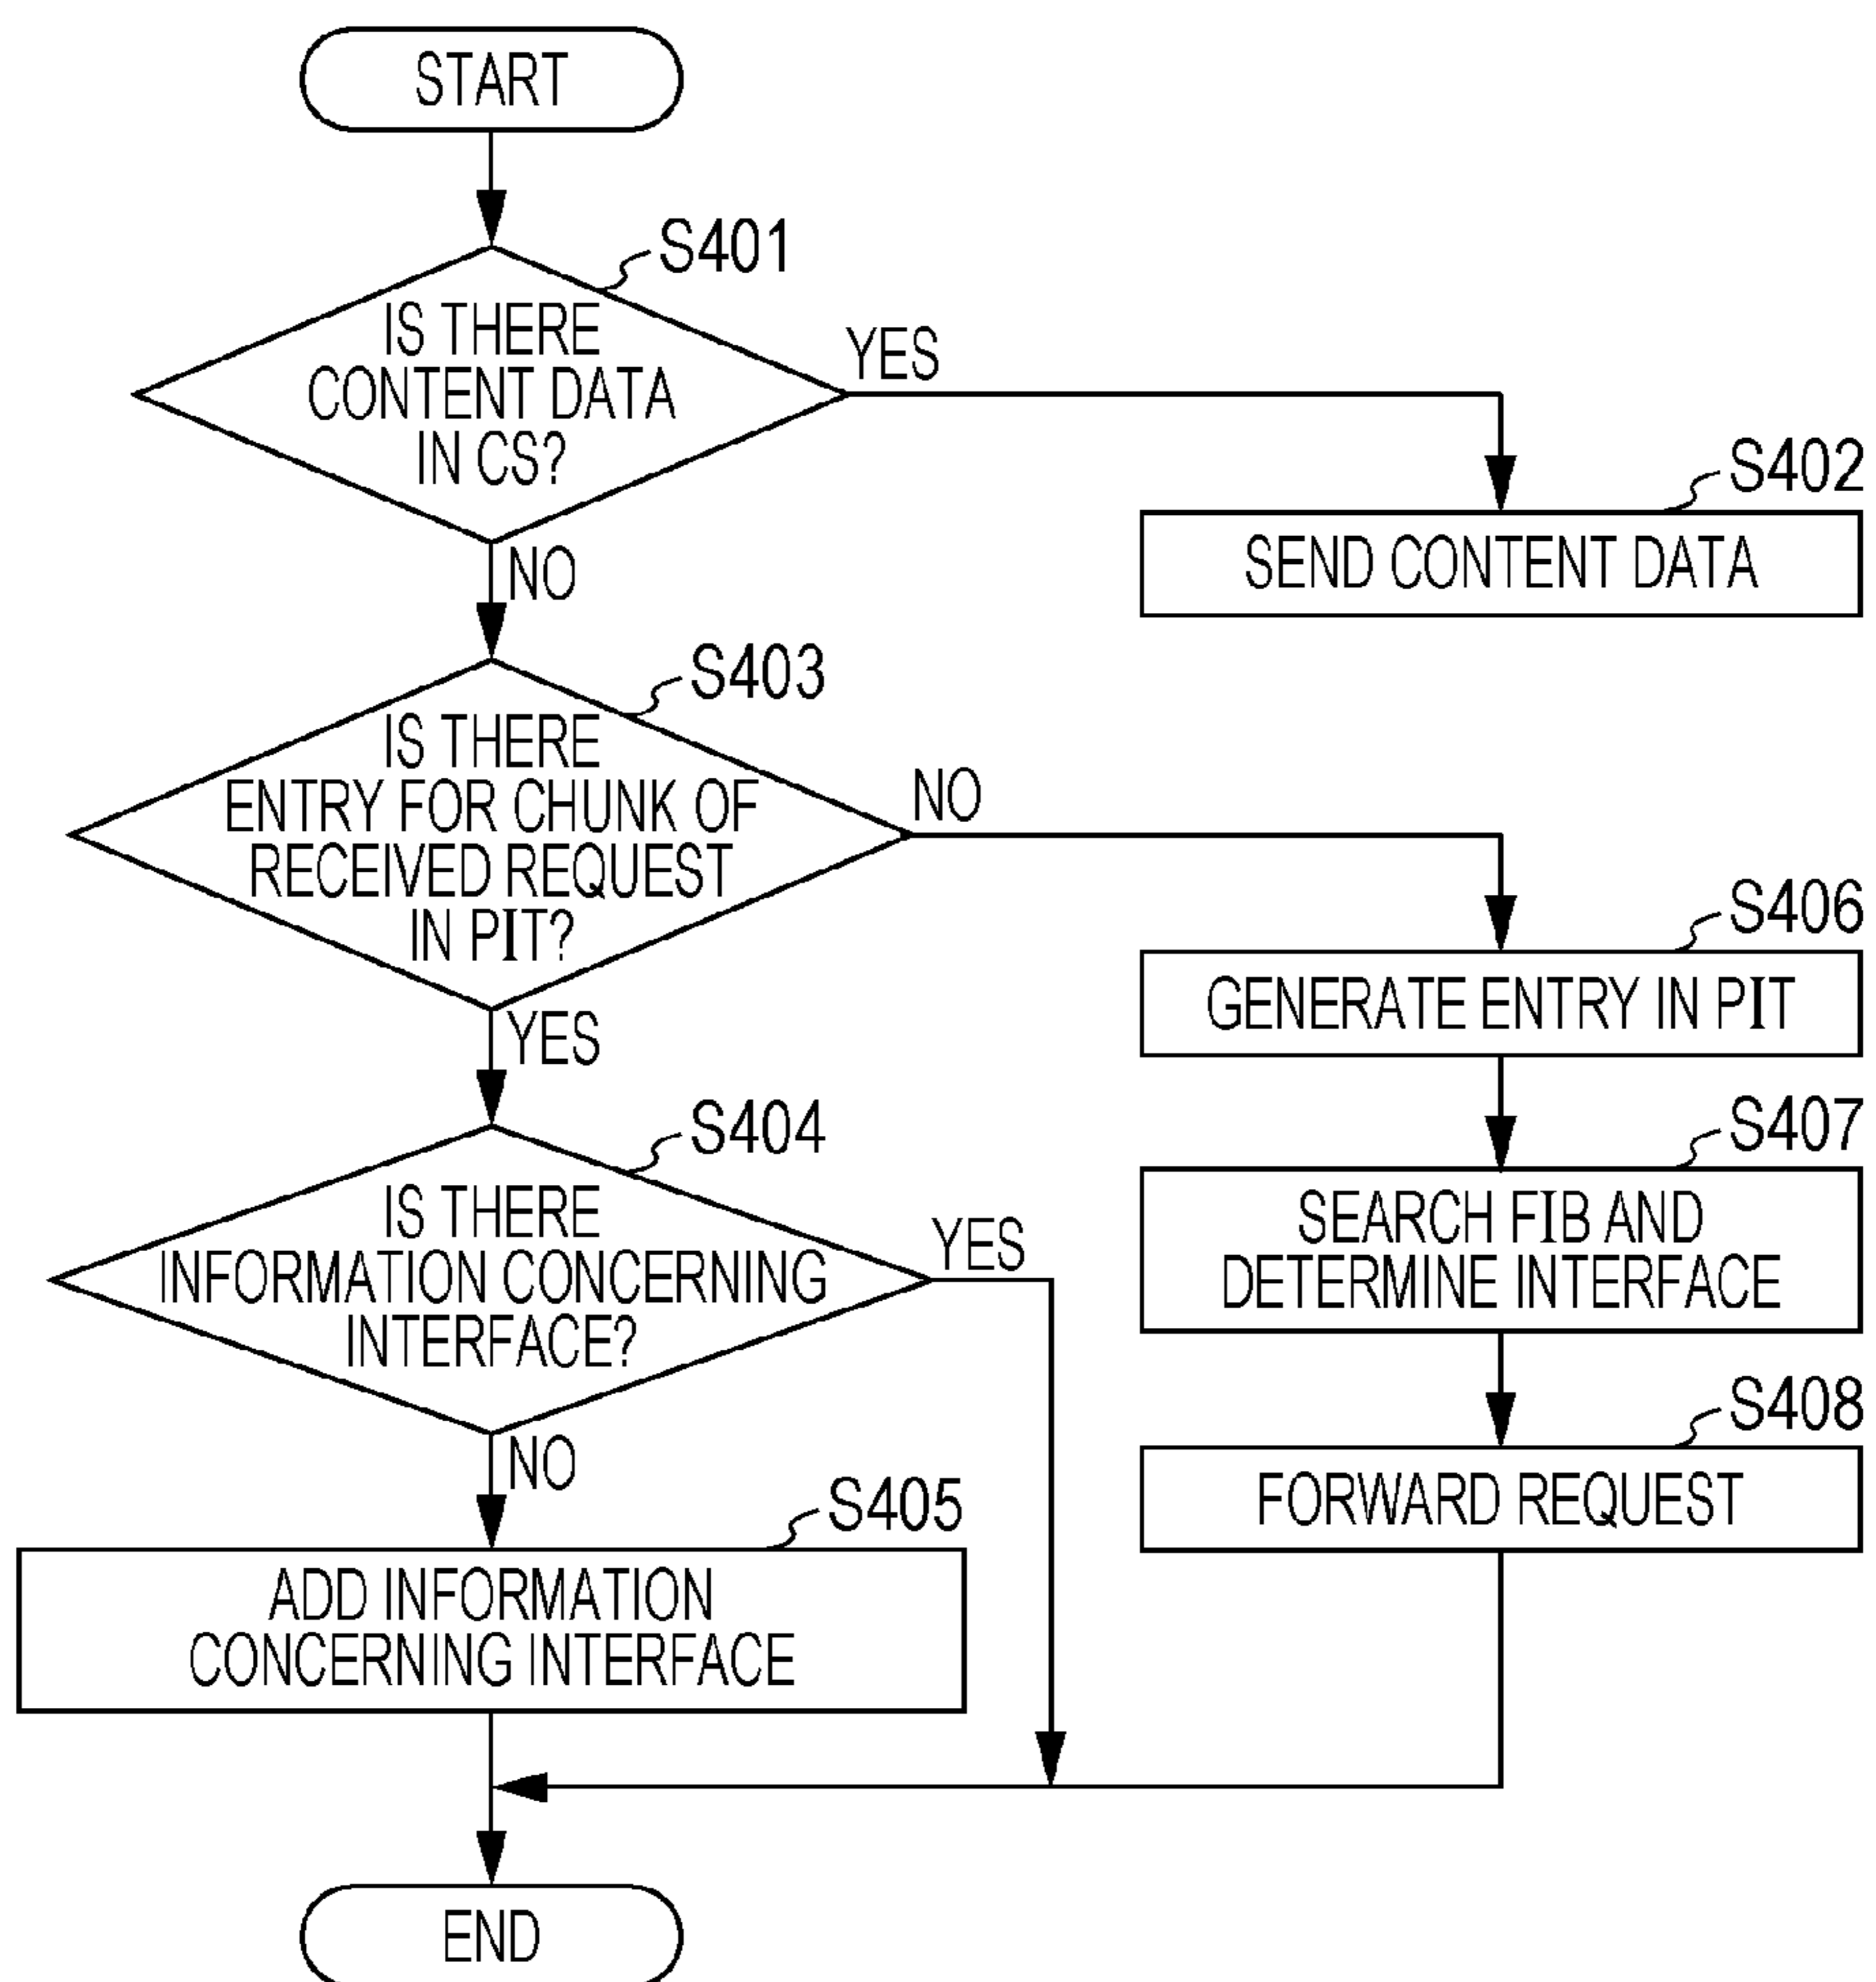 START
S401
IS THERE
CONTENT DATA
IN CS?
YES
NO
S402
SEND CONTENT DATA
S403
IS THERE
ENTRY FOR CHUNK OF
RECEIVED REQUEST
IN PIT?
NO
YES
S406
GENERATE ENTRY IN PIT
S404
IS THERE
INFORMATION CONCERNING
INTERFACE?
YES
NO
S407
SEARCH FIB AND
DETERMINE INTERFACE
S408
FORWARD REQUEST
S405
ADD INFORMATION
CONCERNING INTERFACE
END